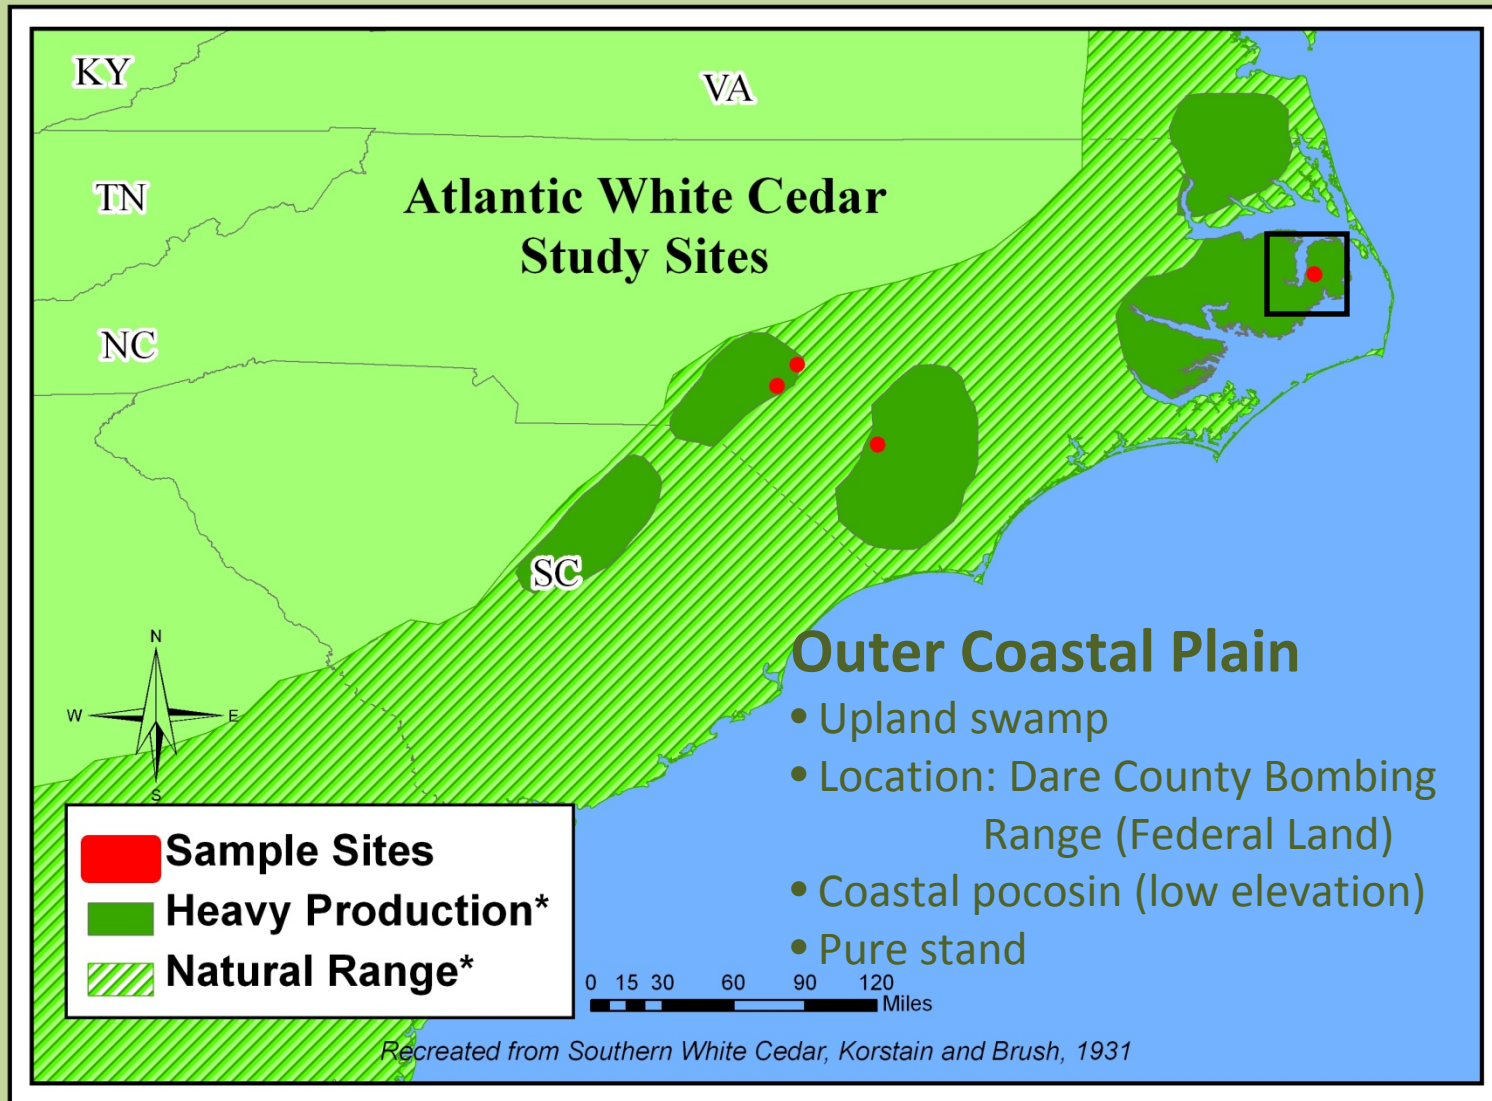 KY
VA
TN
Atlantic White Cedar
Study Sites
NC
SC
Outer Coastal Plain
• Upland swamp
• Location: Dare County Bombing
Range (Federal Land)
• Coastal pocosin (low elevation)
• Pure stand
N
W
E
S
Sample Sites
Heavy Production*
Natural Range*
0 15 30 60 90 120
Miles
Recreated from Southern White Cedar, Korstain and Brush, 1931